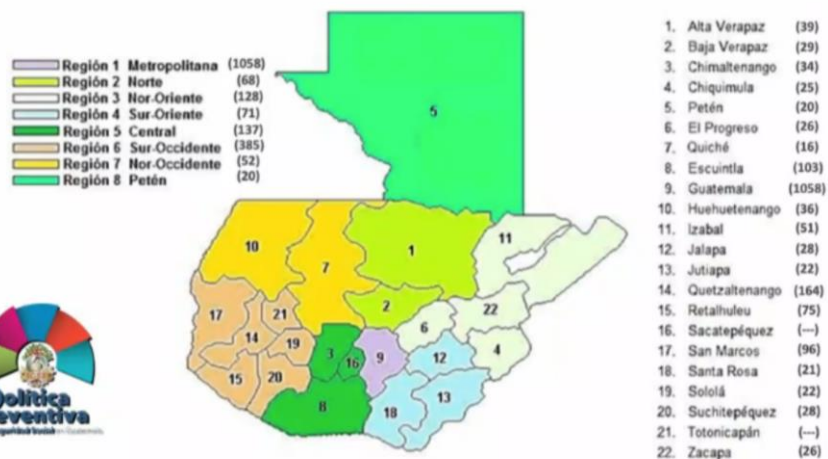 Región 1 Metropolitana (1058)
Región 2 Norte (68)
Región 3 Nor-Oriente (128)
Región 4 Sur-Oriente (71)
Región 5 Central (137)
Región 6 Sur-Occidente (385)
Región 7 Nor-Occidente (52)
Región 8 Petén (20)
5
10
7
1
11
2
17
21
14
19
15
20
3
16
9
6
22
4
12
8
18
13
1. Alta Verapaz (39)
2. Baja Verapaz (29)
3. Chimaltenango (34)
4. Chiquimula (25)
5. Petén (20)
6. El Progreso (26)
7. Quiché (16)
8. Escuintla (103)
9. Guatemala (1058)
10. Huehuetenango (36)
11. Izabal (51)
12. Jalapa (28)
13. Jutiapa (22)
14. Quetzaltenango (164)
15. Retalhuleu (75)
16. Sacatepéquez (---)
17. San Marcos (96)
18. Santa Rosa (21)
19. Sololá (22)
20. Suchitepéquez (28)
21. Totonicapán (---)
22. Zacapa (26)
olítica
eventiva